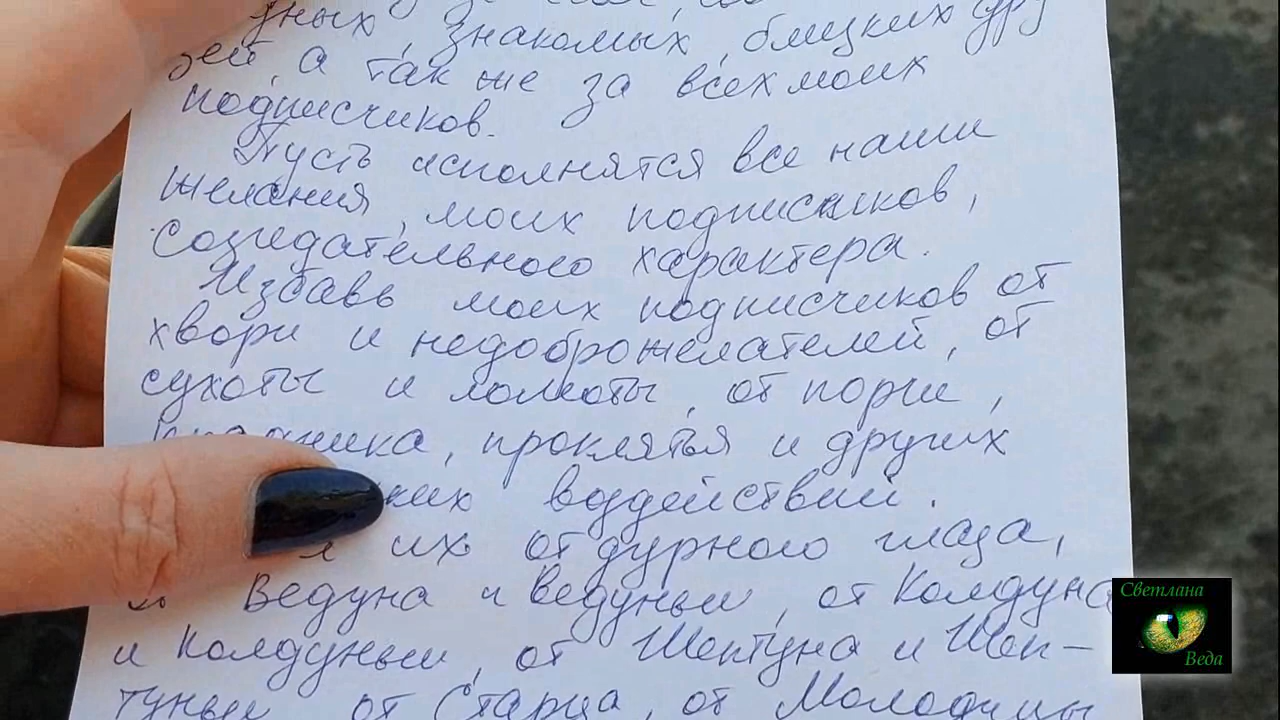 знакомых, близких дру
зей, а так же за всех моих
подписчиков.
Пусть исполнятся все наши
желания, моих подписчиков,
созидательного характера.
Избавь моих подписчиков от
хвори и недоброжелателей, от
сухоты и ломоты, от порчи,
проклятья и других
воздействий.
их от дурного глаза,
Ведуна и ведуньи, от Колдуна
и Колдуньи, от Шептуна и Шеп-
туньи от Старца, от Молодицы
Светлана
Веда